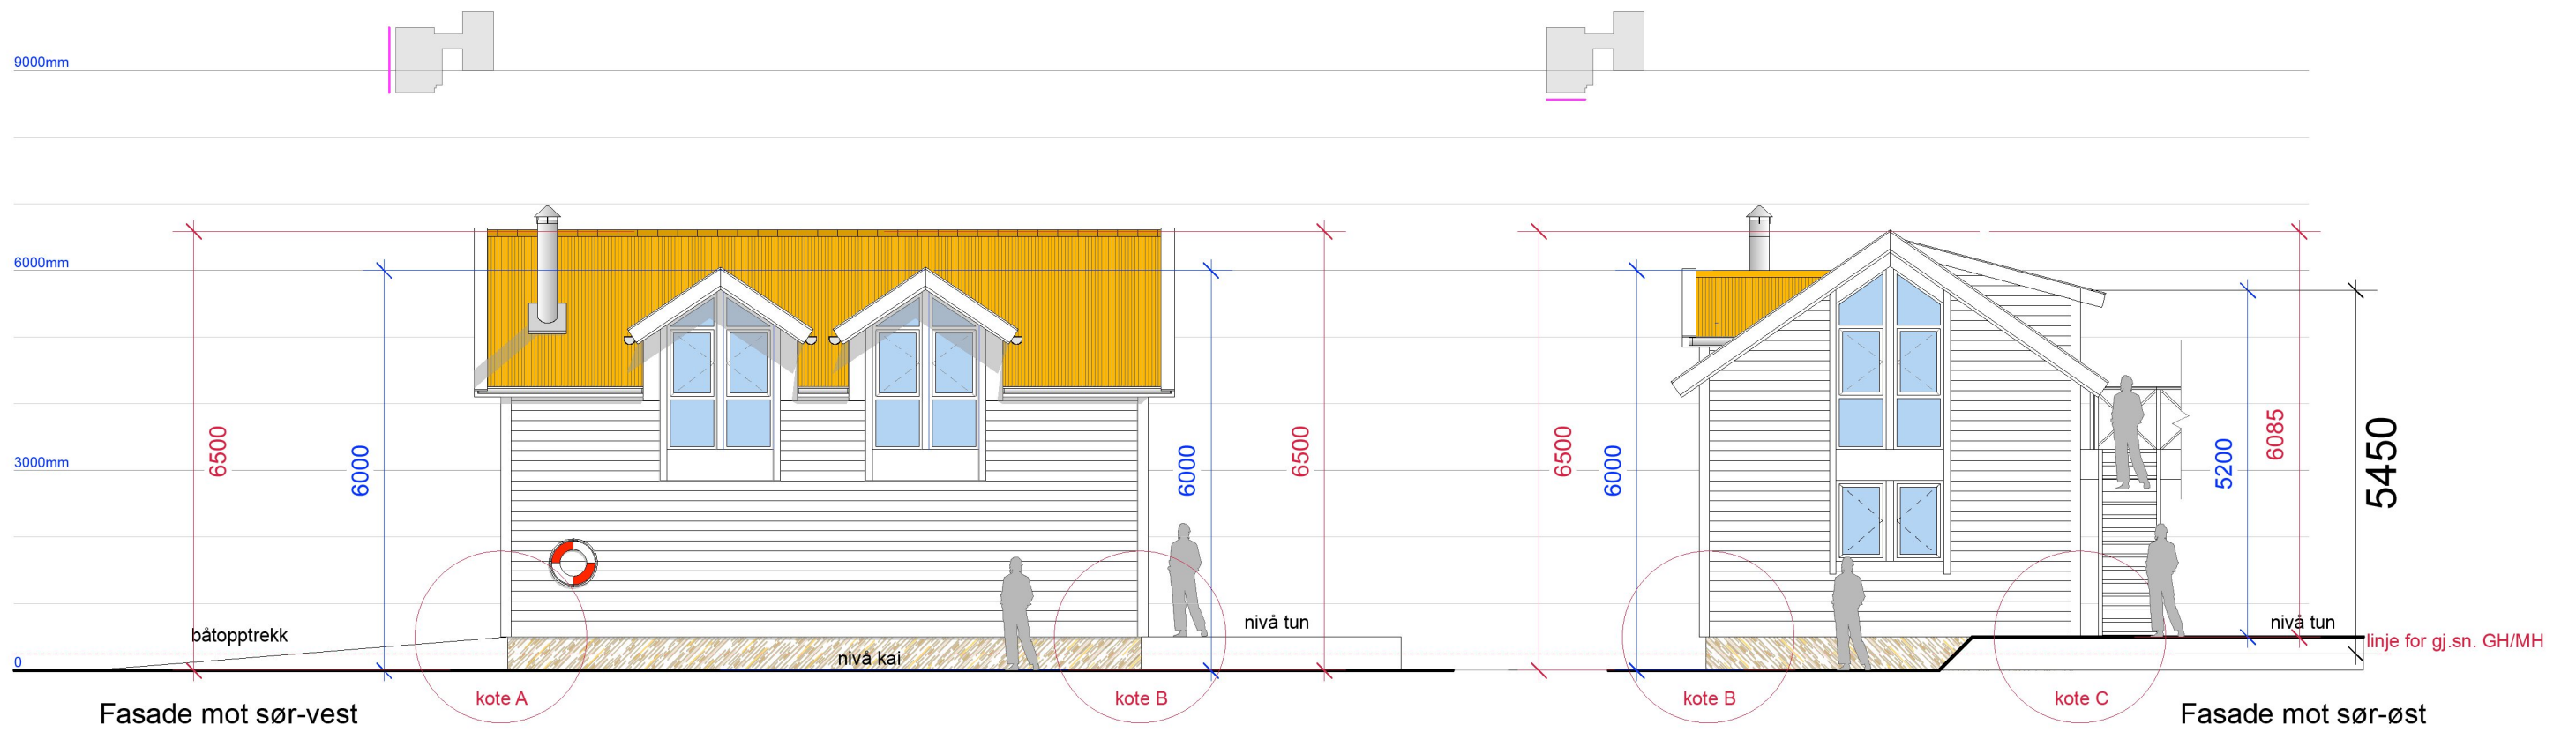 9000mm
6000mm
3000mm
0
6500
6000
6000
6500
båtopptrekk
nivå kai
nivå tun
kote A
kote B
Fasade mot sør-vest
6500
6000
5200
6085
5450
nivå tun
linje for gj.sn. GH/MH
kote B
kote C
Fasade mot sør-øst